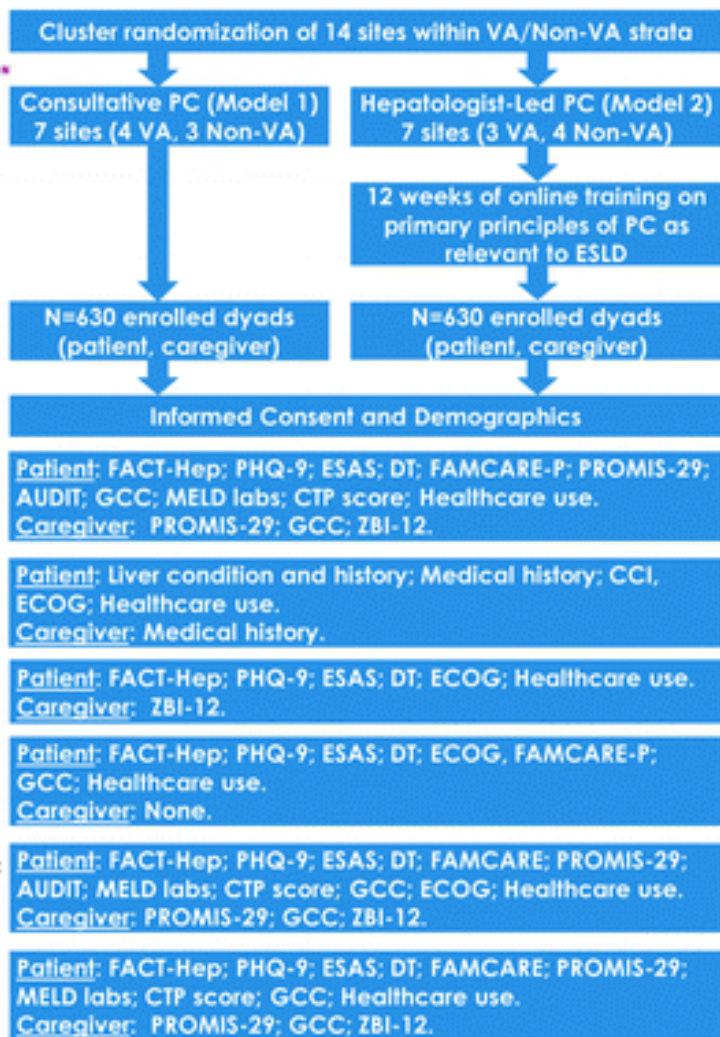 Cluster randomization of 14 sites within VA/Non-VA strata
Consultative PC (Model 1)
7 sites (4 VA, 3 Non-VA)
Hepatologist-Led PC (Model 2)
7 sites (3 VA, 4 Non-VA)
12 weeks of online training on
primary principles of PC as
relevant to ESLD
N=630 enrolled dyads
(patient, caregiver)
N=630 enrolled dyads
(patient, caregiver)
Informed Consent and Demographics
Patient: FACT-Hep; PHQ-9; ESAS; DT; FAMCARE-P; PROMIS-29;
AUDIT; GCC; MELD labs; CTP score; Healthcare use.
Caregiver: PROMIS-29; GCC; ZBI-12.
Patient: Liver condition and history; Medical history; CCI,
ECOG; Healthcare use.
Caregiver: Medical history.
Patient: FACT-Hep; PHQ-9; ESAS; DT; ECOG; Healthcare use.
Caregiver: ZBI-12.
Patient: FACT-Hep; PHQ-9; ESAS; DT; ECOG, FAMCARE-P;
GCC; Healthcare use.
Caregiver: None.
Patient: FACT-Hep; PHQ-9; ESAS; DT; FAMCARE; PROMIS-29;
AUDIT; MELD labs; CTP score; GCC; ECOG; Healthcare use.
Caregiver: PROMIS-29; GCC; ZBI-12.
Patient: FACT-Hep; PHQ-9; ESAS; DT; FAMCARE; PROMIS-29;
MELD labs; CTP score; GCC; Healthcare use.
Caregiver: PROMIS-29; GCC; ZBI-12.